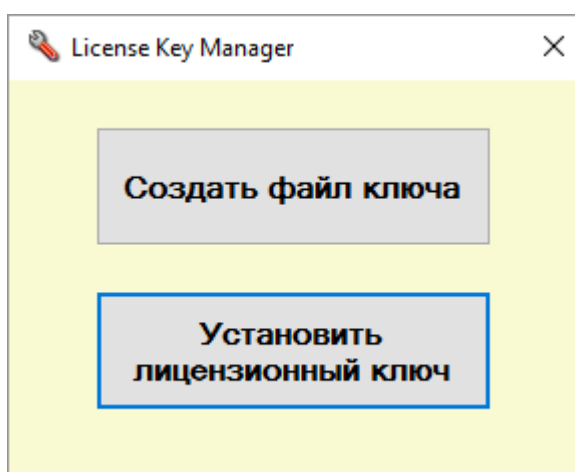 License Key Manager
Создать файл ключа
Установить
лицензионный ключ